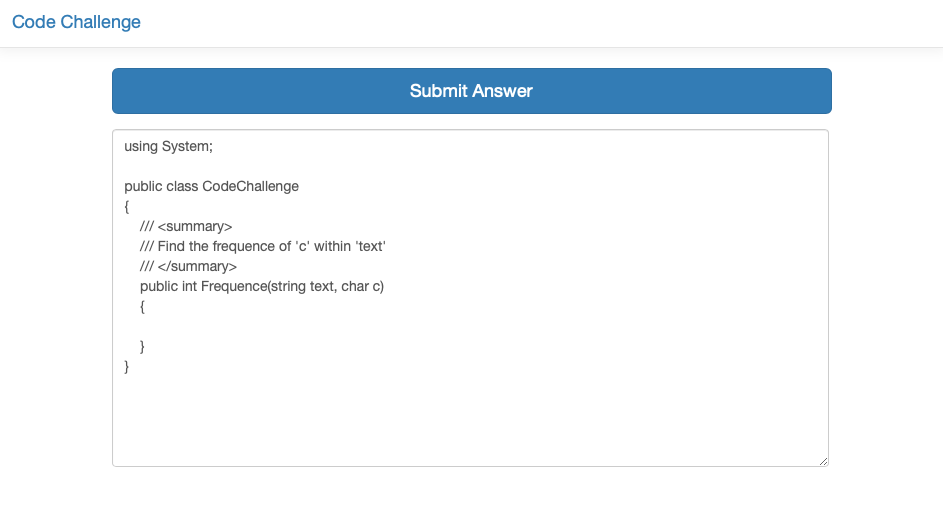 Code Challenge
Submit Answer
using System;
public class CodeChallenge
{
/// <summary>
/// Find the frequence of 'c' within 'text'
/// </summary>
public int Frequence(string text, char c)
{
}
}